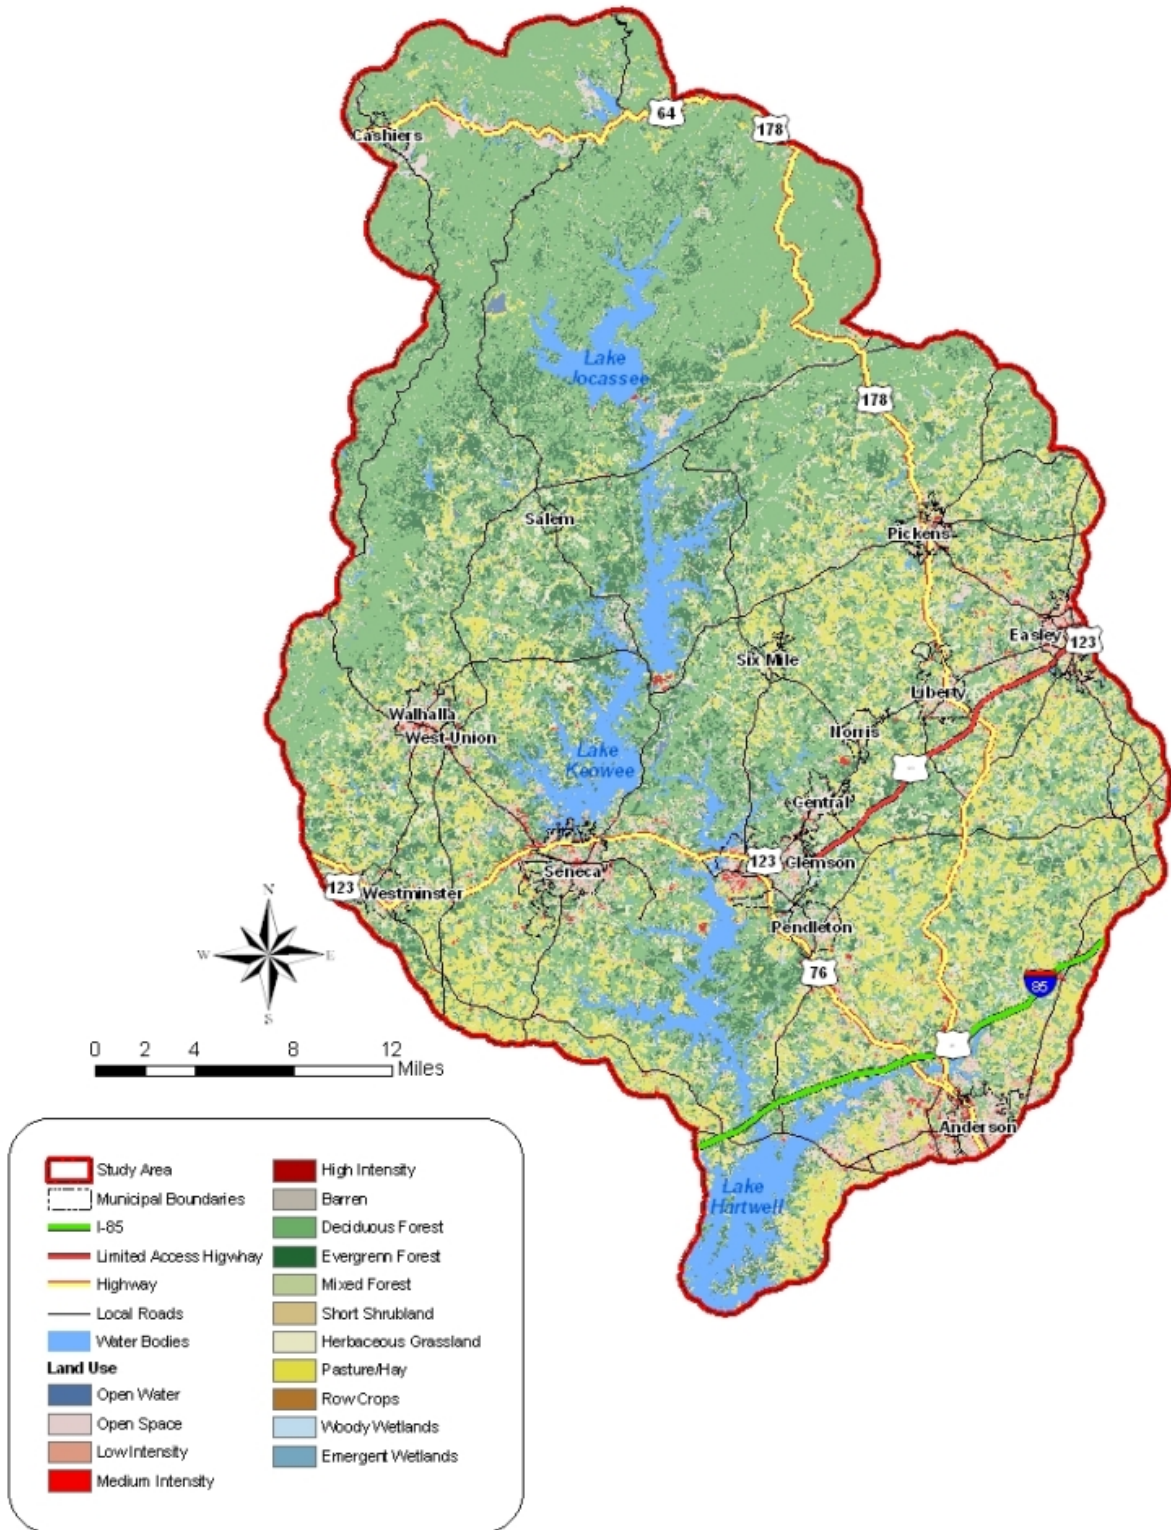 64
178
Cashiers
Lake
Jocassee
178
Salem
Pickens
Easley
123
Six Mile
Liberty
Walhalla
West Union
Norris
Lake
Keowee
Central
123
Clemson
Seneca
123
Westminster
Pendleton
76
85
N
W
E
S
0 2 4 8 12
Miles
Anderson
Lake
Hartwell
Study Area
Municipal Boundaries
I-85
Limited Access Higwhay
Highway
Local Roads
Water Bodies
Land Use
Open Water
Open Space
Low Intensity
Medium Intensity
High Intensity
Barren
Deciduous Forest
Evergrenn Forest
Mixed Forest
Short Shrubland
Herbaceous Grassland
Pasture/Hay
Row Crops
Woody Wetlands
Emergent Wetlands